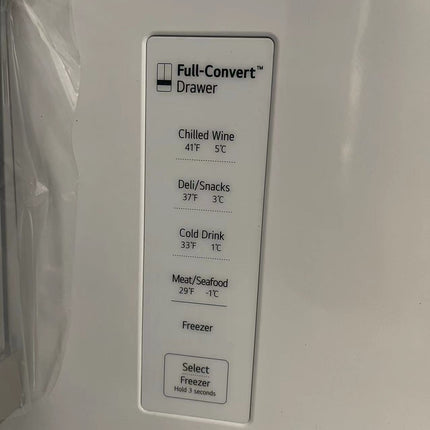 Full-Convert™
Drawer
Chilled Wine
41°F 5°C
Deli/Snacks
37°F 3°C
Cold Drink
33°F 1°C
Meat/Seafood
29°F -1°C
Freezer
Select
Freezer
Hold 3 seconds